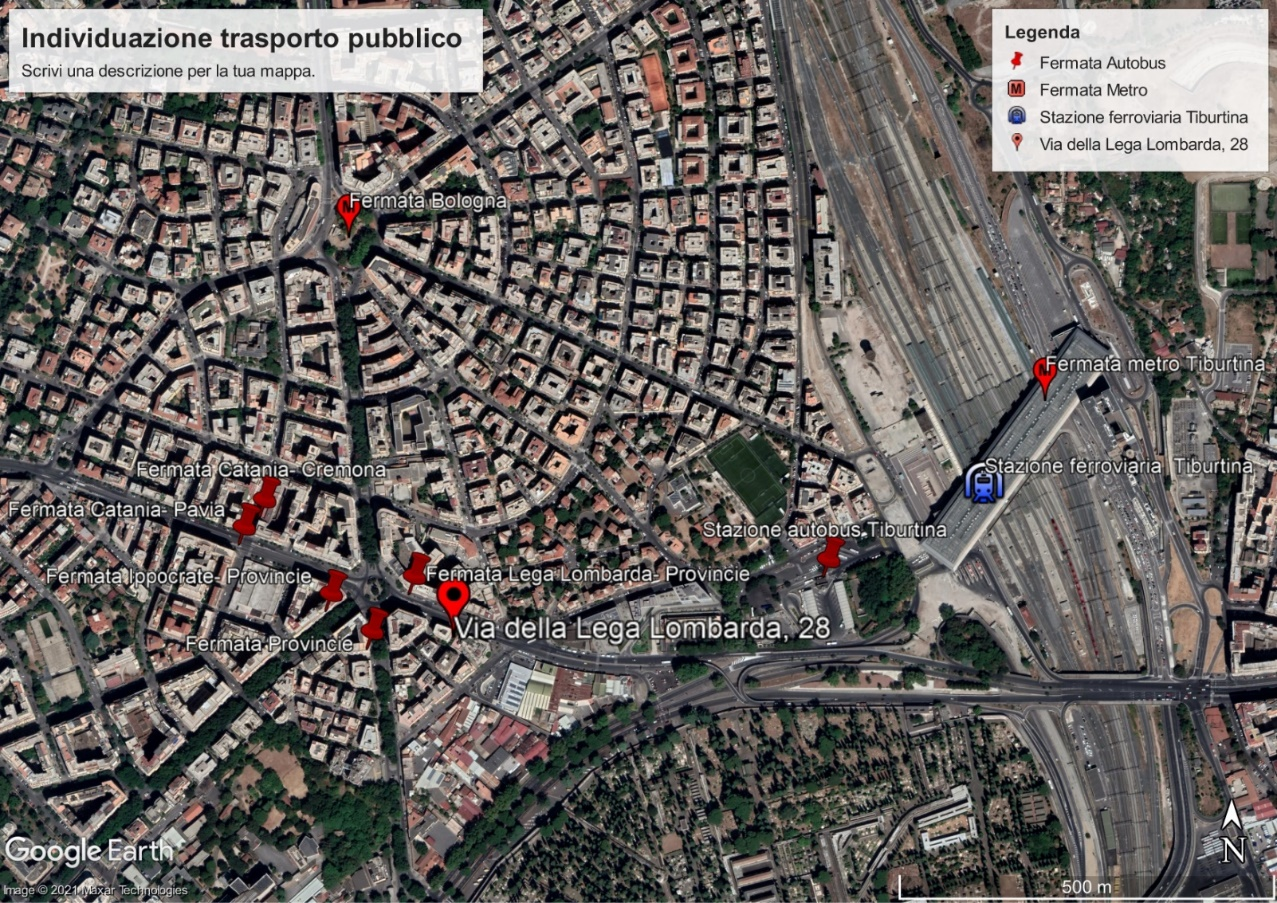 Individuazione trasporto pubblico
Scrivi una descrizione per la tua mappa.
Legenda
Fermata Autobus
M Fermata Metro
Stazione ferroviaria Tiburtina
Via della Lega Lombarda, 28
Fermata Bologna
Fermata metro Tiburtina
Stazione ferroviaria Tiburtina
Fermata Catania- Cremona
Fermata Catania- Pavia
Stazione autobus Tiburtina
Fermata Ippocrate- Provincie
Fermata Lega Lombarda- Provincie
Via della Lega Lombarda, 28
Fermata Provincie
Google Earth
Image © 2021 Maxar Technologies
N
500 m